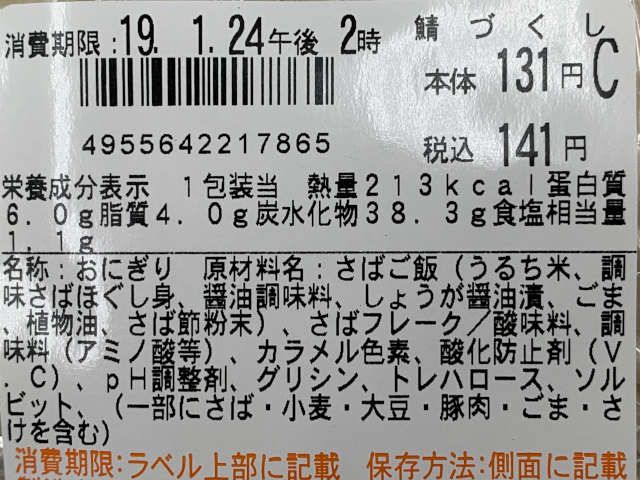 鯖づくし
消費期限:19. 1.24午後 2時
本体 131円 C
4955642217865
税込 141円
栄養成分表示 1包装当 熱量213kcal蛋白質
6.0g脂質4.0g炭水化物38.3g食塩相当量
1.1g
名称:おにぎり 原材料名:さばご飯(うるち米、調
味さばほぐし身、醤油調味料、しょうが醤油漬、ごま
、植物油、さば節粉末)、さばフレーク/酸味料、調
味料(アミノ酸等)、カラメル色素、酸化防止剤(V
.C)、pH調整剤、グリシン、トレハロース、ソル
ビット、(一部にさば・小麦・大豆・豚肉・ごま・さ
けを含む)
消費期限:ラベル上部に記載 保存方法:側面に記載